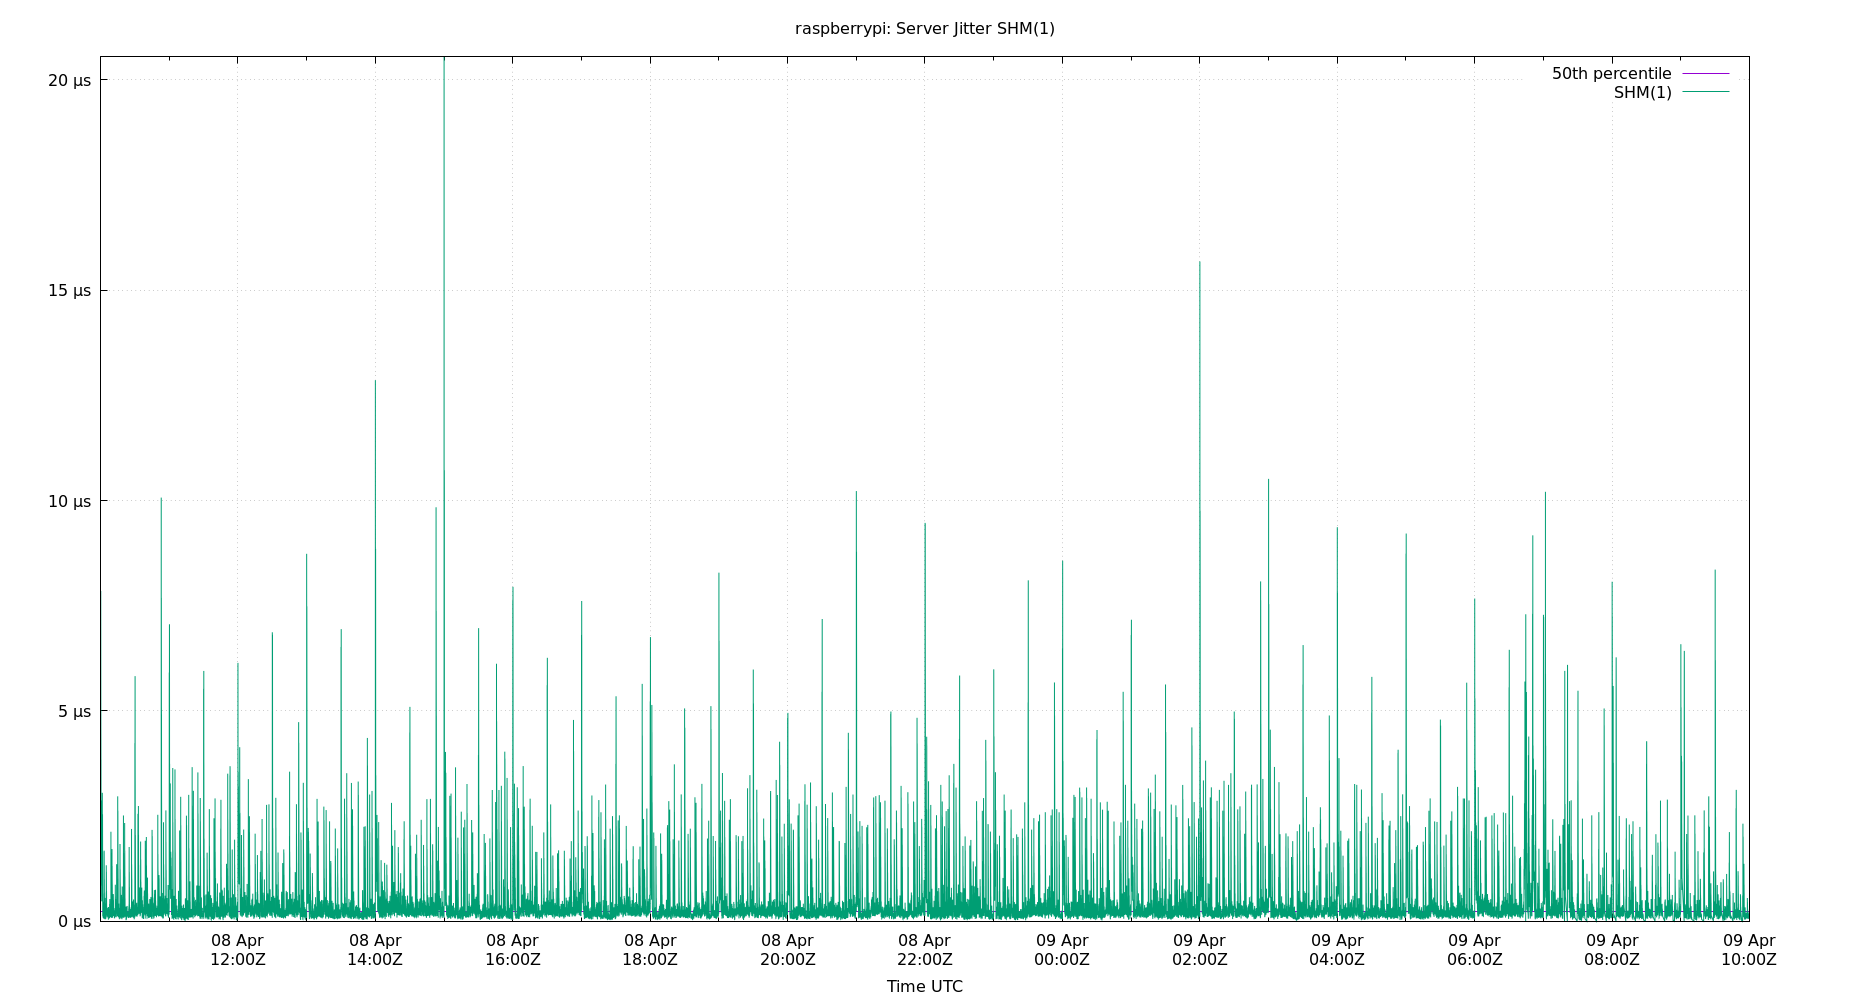 raspberrypi: Server Jitter SHM(1)
50th percentile
SHM(1)
20 µs
15 µs
10 µs
5 µs
0 µs
08 Apr 08 Apr 08 Apr 08 Apr 08 Apr 08 Apr 09 Apr 09 Apr 09 Apr 09 Apr 09 Apr 09 Apr
12:00Z 14:00Z 16:00Z 18:00Z 20:00Z 22:00Z 00:00Z 02:00Z 04:00Z 06:00Z 08:00Z 10:00Z
Time UTC